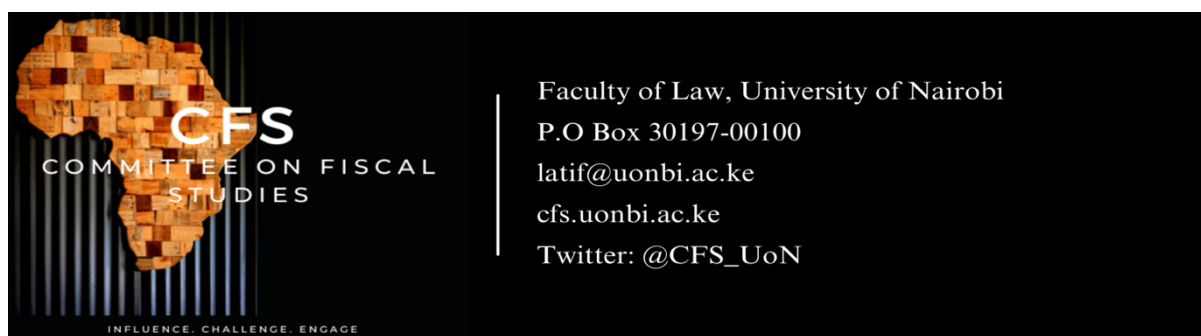 CFS
COMMITTEE ON FISCAL
STUDIES
INFLUENCE. CHALLENGE. ENGAGE
Faculty of Law, University of Nairobi
P.O Box 30197-00100
latif@uonbi.ac.ke
cfs.uonbi.ac.ke
Twitter: @CFS_UoN